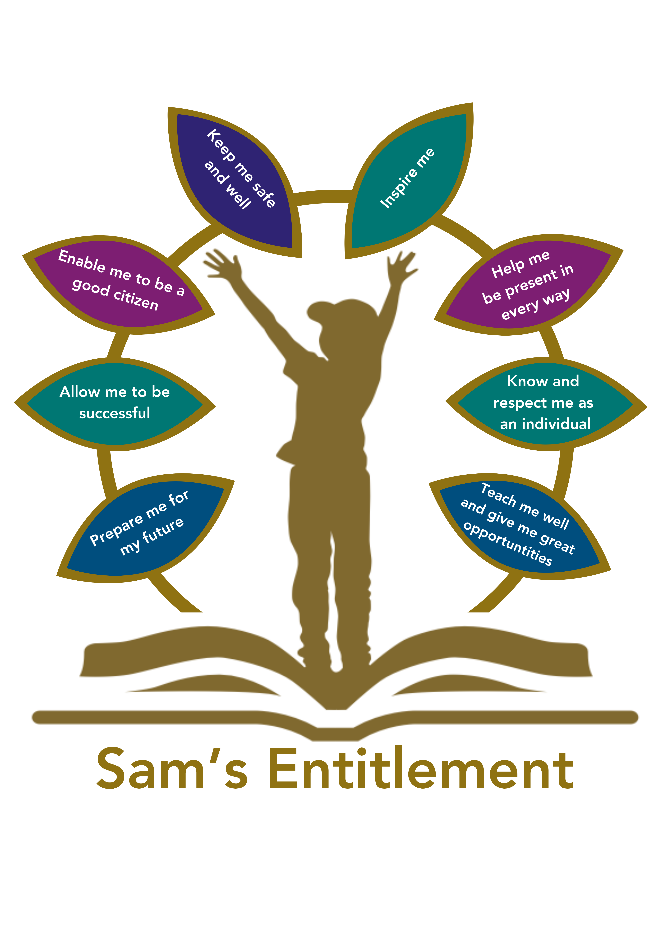 Keep me safe
and well
Inspire me
Enable me to be a
good citizen
Help me
be present in
every way
Allow me to be
successful
Know and
respect me as
an individual
Prepare me for
my future
Teach me well
and give me great
opportuntities
Sam's Entitlement